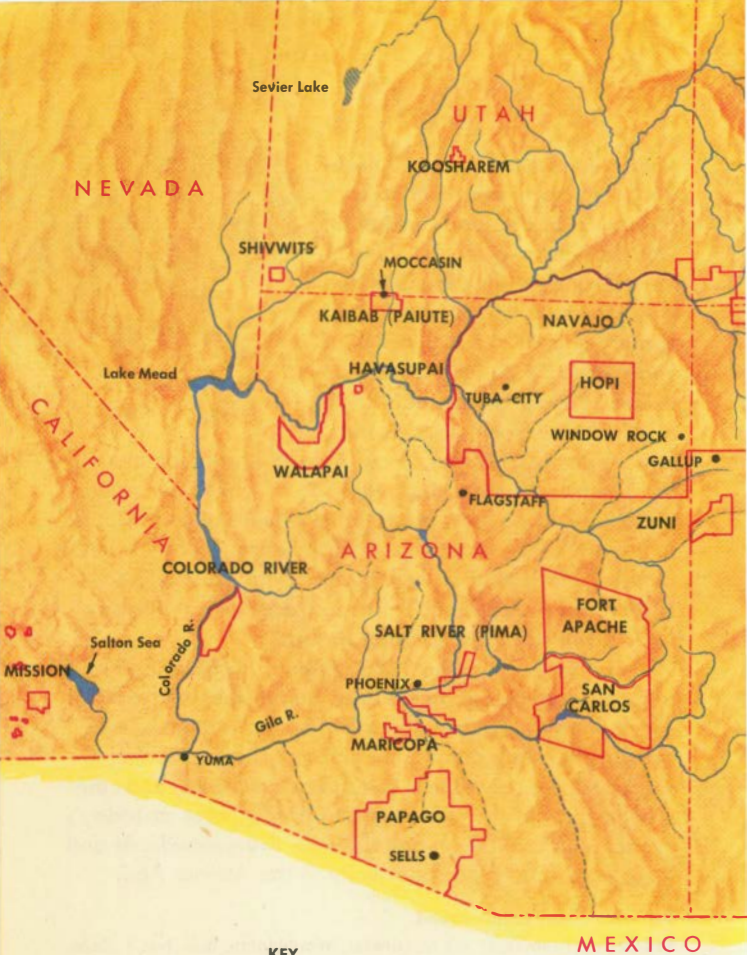 Sevier Lake
UTAH
KOOSHAREM
NEVADA
SHIVWITS
MOCCASIN
KAIBAB (PAIUTE)
NAVAJO
HAVASUPAI
Lake Mead
HOPI
TUBA CITY
CALIFORNIA
WINDOW ROCK
GALLUP
WALAPAI
FLAGSTAFF
ZUNI
ARIZONA
COLORADO RIVER
FORT
APACHE
Colorado R.
SALT RIVER (PIMA)
Salton Sea
MISSION
PHOENIX
SAN
CARLOS
Gila R.
MARICOPA
YUMA
PAPAGO
SELLS
MEXICO
KEY